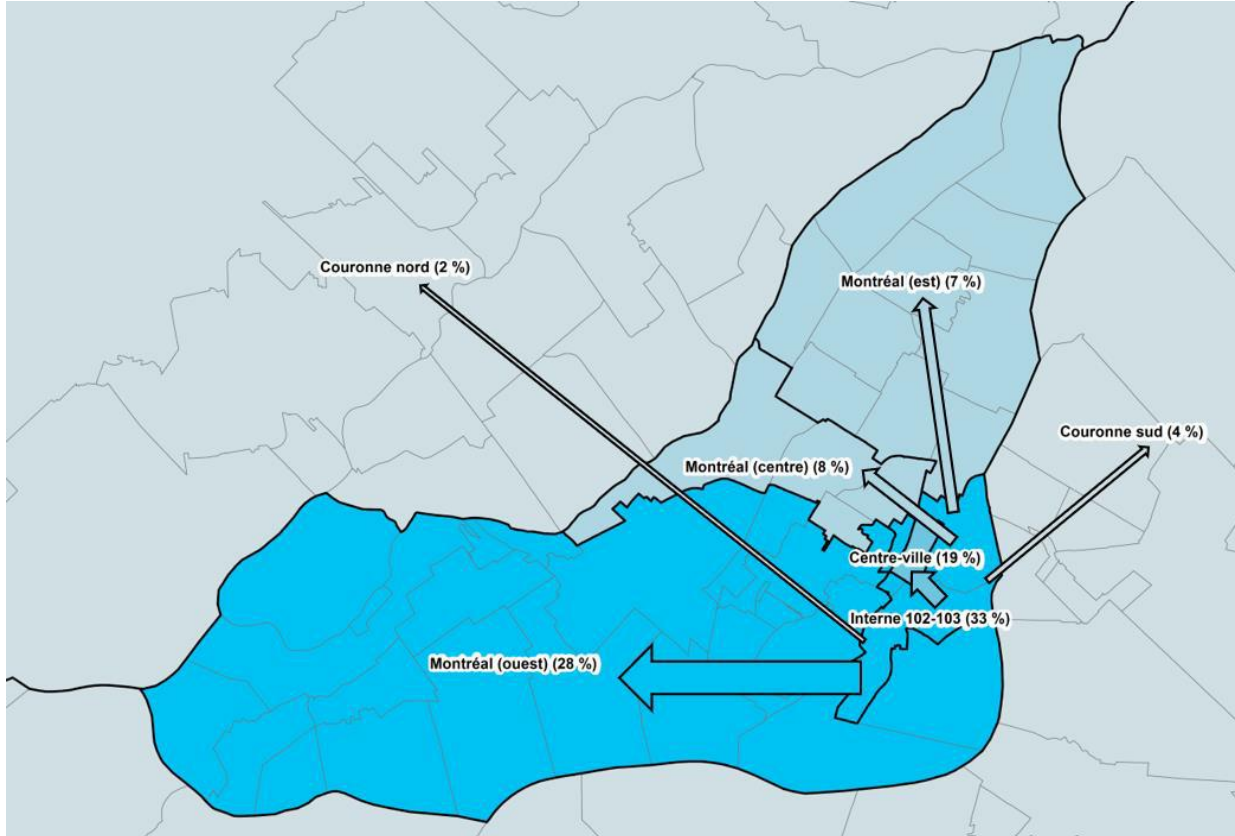 Couronne nord (2 %)
Montréal (est) (7 %)
Couronne sud (4 %)
Montréal (centre) (8 %)
Centre-ville (19 %)
Interne 102-103 (33 %)
Montréal (ouest) (28 %)